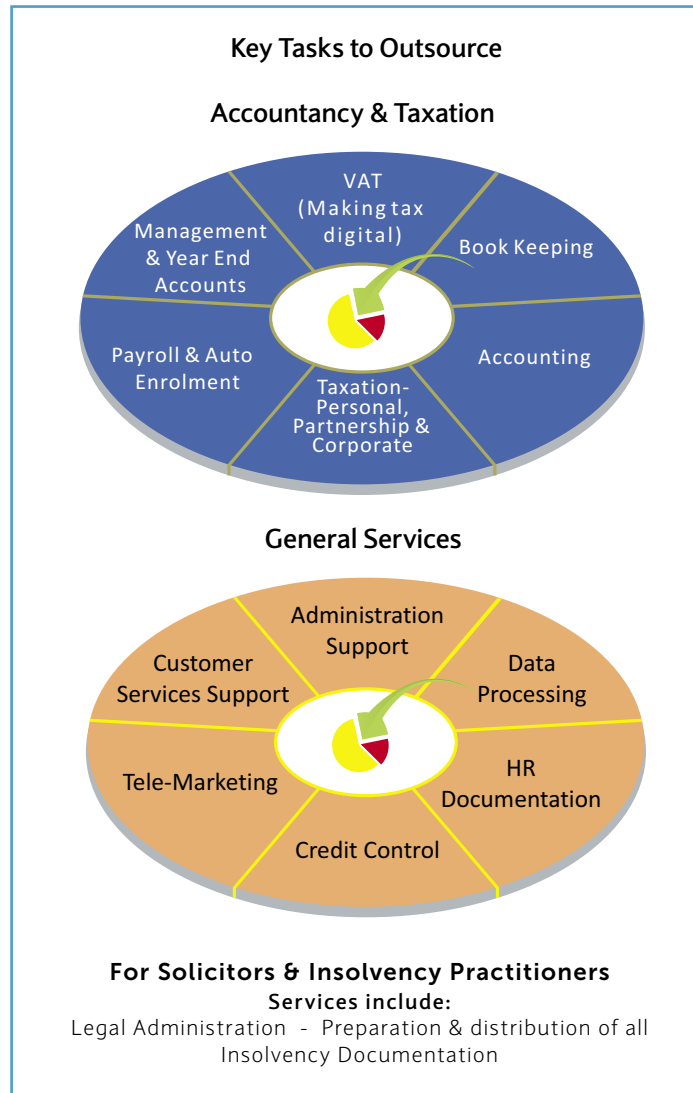 Key Tasks to Outsource
Accountancy & Taxation
VAT
(Making tax
digital)
Management
& Year End
Accounts
Book Keeping
Payroll & Auto
Enrolment
Accounting
Taxation-
Personal,
Partnership &
Corporate
General Services
Administration
Support
Customer
Services Support
Data
Processing
Tele-Marketing
HR
Documentation
Credit Control
For Solicitors & Insolvency Practitioners
Services include:
Legal Administration - Preparation & distribution of all
Insolvency Documentation